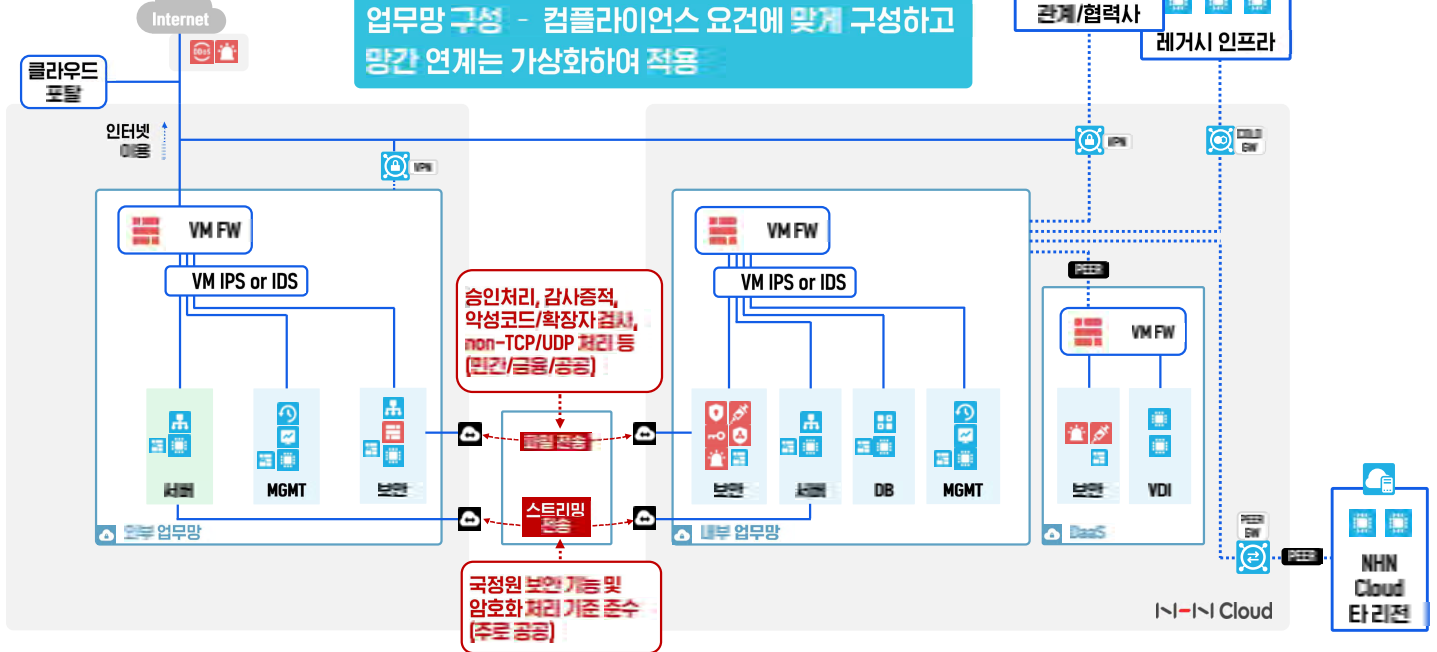 Internet
업무망 구성 - 컴플라이언스 요건에 맞게 구성하고
망간 연계는 가상화하여 적용
관계/협력사
레거시 인프라
클라우드
포탈
인터넷
이용
VPN
VPN
GW
VM FW
VM IPS or IDS
서버
MGMT
보안
외부 업무망
승인처리, 감사증적,
악성코드/확장자 검사,
non-TCP/UDP 처리 등
(민간/금융/공공)
파일 전송
스트리밍
전송
국정원 보안 기능 및
암호화 처리 기준 준수
(주로 공공)
VM FW
VM IPS or IDS
보안
서버
DB
MGMT
내부 업무망
PEER
VM FW
보안
VDI
DaaS
PEER
GW
PEER
NHN
Cloud
타 리전
NHN Cloud